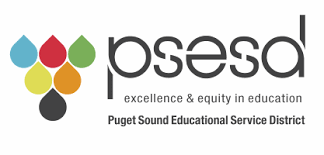 psesd
excellence & equity in education
Puget Sound Educational Service District